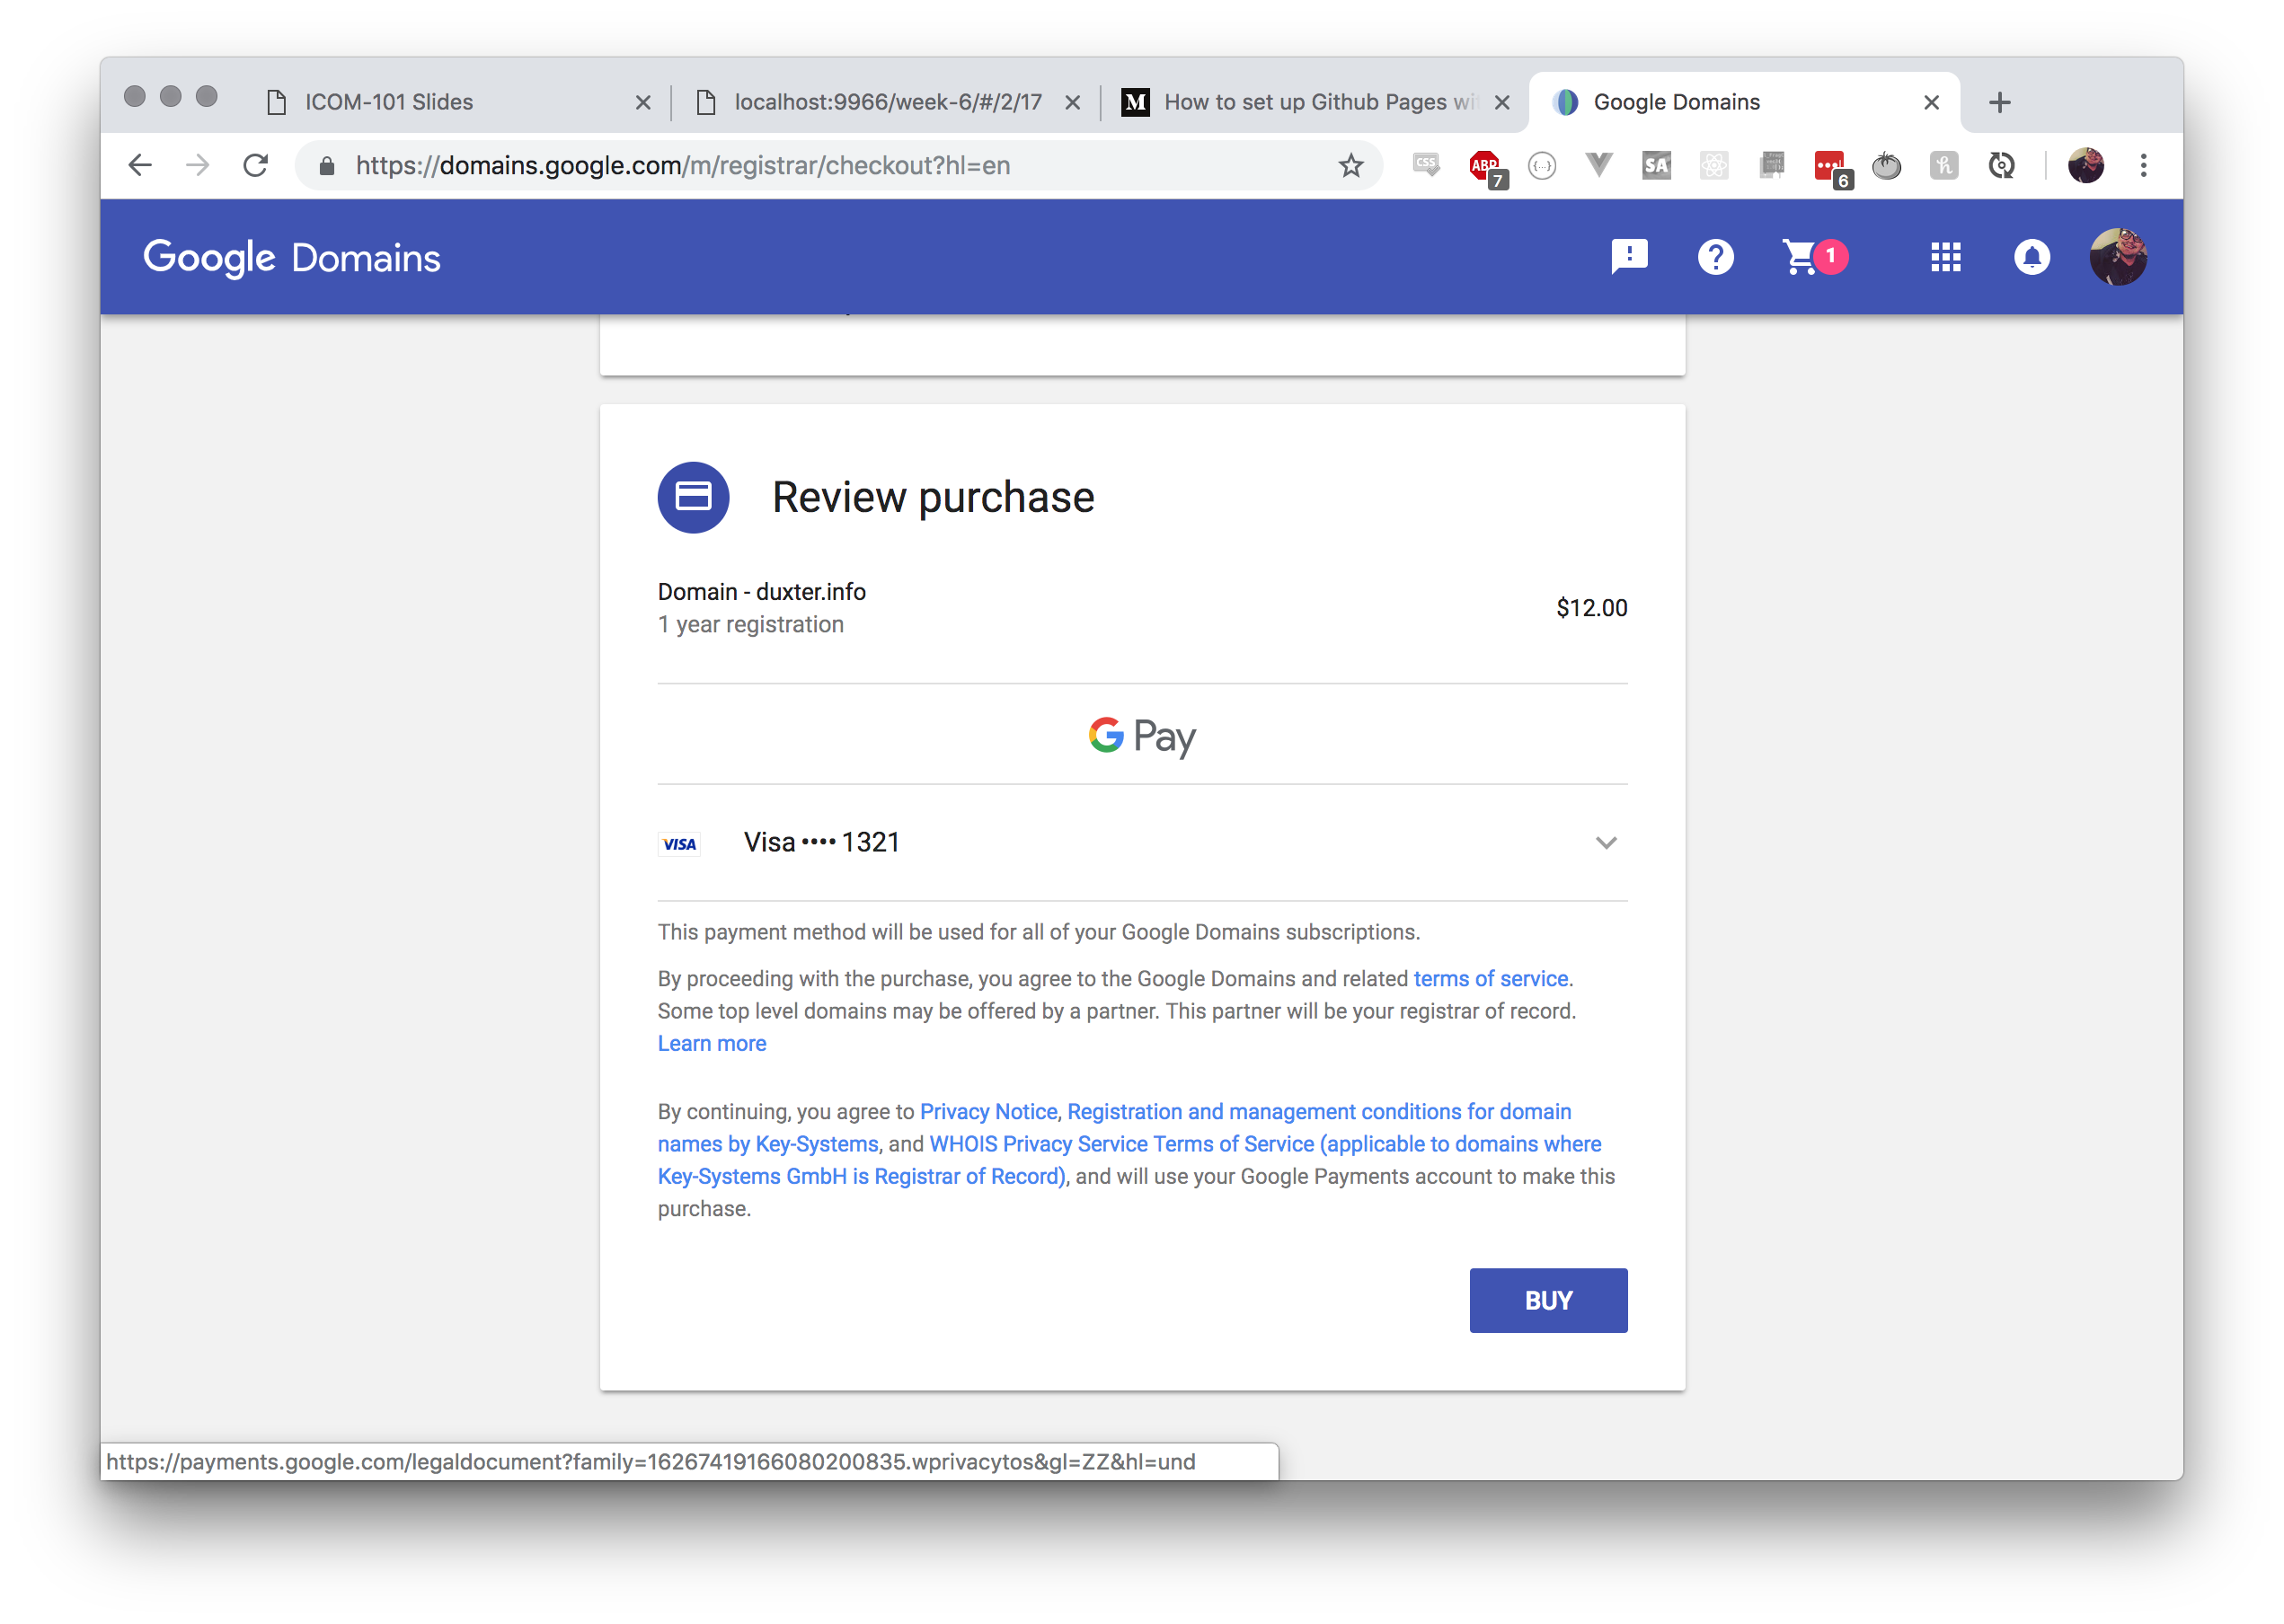 ICOM-101 Slides
localhost:9966/week-6/#/2/17
M How to set up Github Pages wi
Google Domains
https://domains.google.com/m/registrar/checkout?hl=en
CSS
ABP
7
{...}
SA
6
h
Google Domains
1
Review purchase
Domain - duxter.info
1 year registration
$12.00
G Pay
VISA
Visa •••• 1321
This payment method will be used for all of your Google Domains subscriptions.
By proceeding with the purchase, you agree to the Google Domains and related terms of service.
Some top level domains may be offered by a partner. This partner will be your registrar of record.
Learn more
By continuing, you agree to Privacy Notice, Registration and management conditions for domain
names by Key-Systems, and WHOIS Privacy Service Terms of Service (applicable to domains where
Key-Systems GmbH is Registrar of Record), and will use your Google Payments account to make this
purchase.
BUY
https://payments.google.com/legaldocument?family=16267419166080200835.wprivacytos&gl=ZZ&hl=und